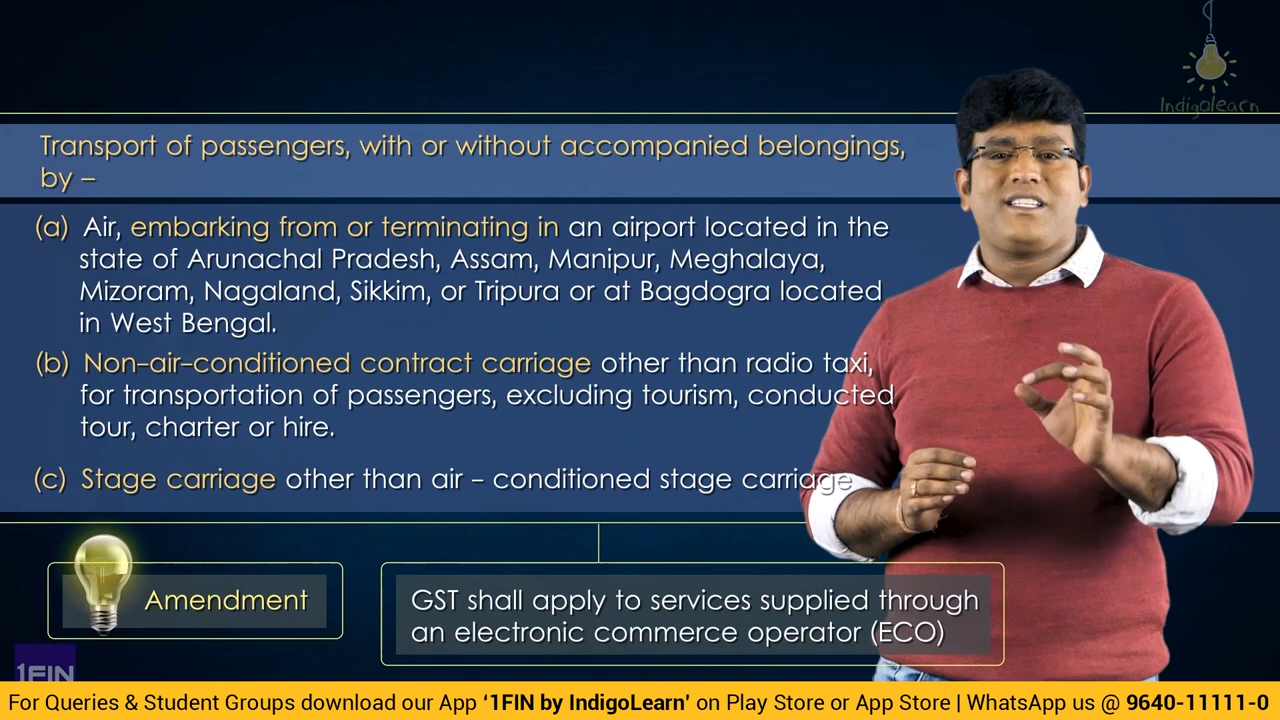 Indigolearn
Transport of passengers, with or without accompanied belongings,
by –
(a) Air, embarking from or terminating in an airport located in the
state of Arunachal Pradesh, Assam, Manipur, Meghalaya,
Mizoram, Nagaland, Sikkim, or Tripura or at Bagdogra located
in West Bengal.
(b) Non-air-conditioned contract carriage other than radio taxi,
for transportation of passengers, excluding tourism, conducted
tour, charter or hire.
(c) Stage carriage other than air - conditioned stage carriage
Amendment
GST shall apply to services supplied through
an electronic commerce operator (ECO)
1FIN
For Queries & Student Groups download our App ‘1FIN by IndigoLearn’ on Play Store or App Store | WhatsApp us @ 9640-11111-0